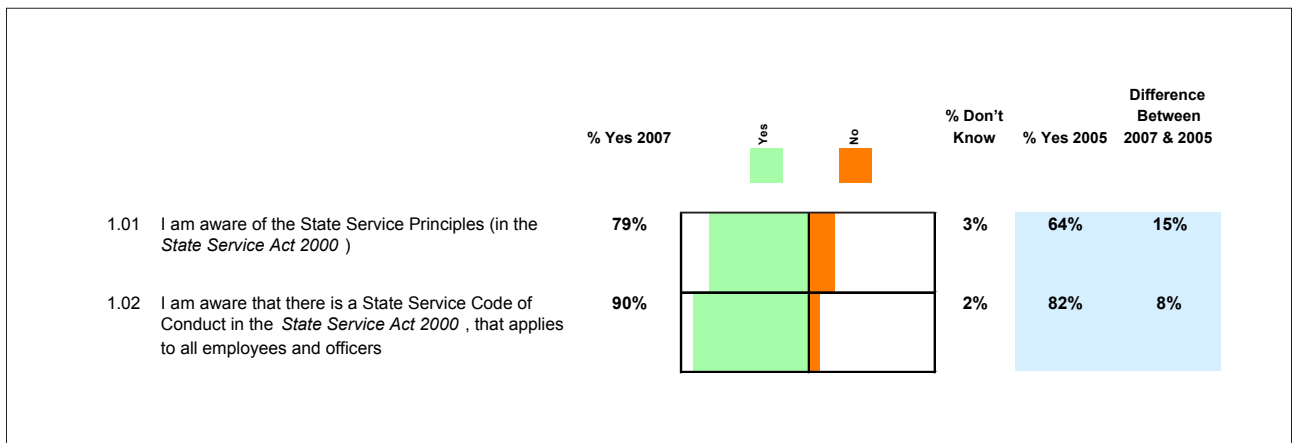 Difference
% Don't Between
% Yes 2007 Yes No Know % Yes 2005 2007 & 2005
1.01 I am aware of the State Service Principles (in the 79% 3% 64% 15%
State Service Act 2000 )
1.02 I am aware that there is a State Service Code of 90% 2% 82% 8%
Conduct in the State Service Act 2000 , that applies
to all employees and officers